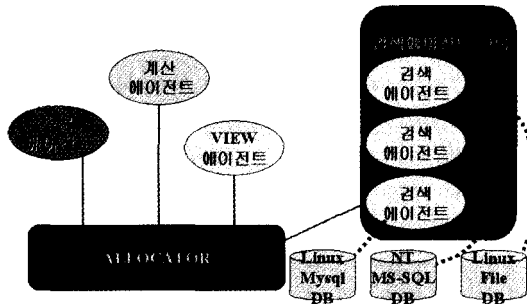 계산
에이전트
VIEW
에이전트
검색
에이전트
검색
에이전트
검색
에이전트
ALLOCATOR
Linux
Mysql
DB
NT
MS-SQL
DB
Linux
File
DB